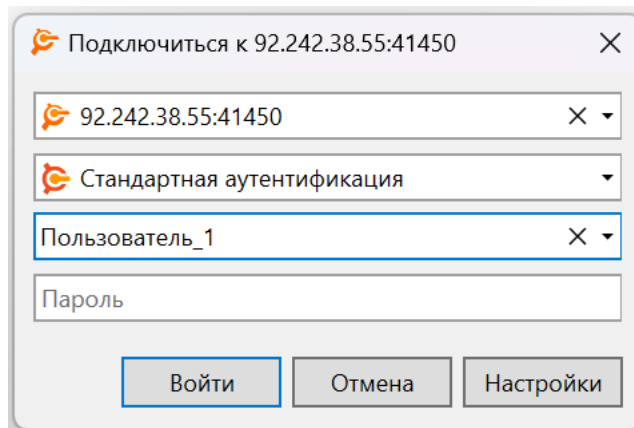 Подключиться к 92.242.38.55:41450
92.242.38.55:41450
Стандартная аутентификация
Пользователь_1
Пароль
Войти Отмена Настройки